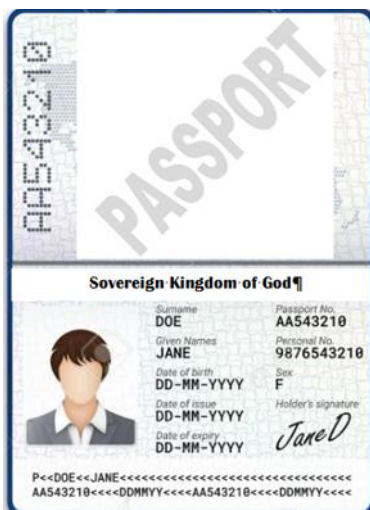 AA543210
PASSPORT
Sovereign·Kingdom·of·God¶
Surname
DOE
Passport No.
AA543210
Given Names
JANE
Personal No.
9876543210
Date of birth
DD-MM-YYYY
Sex
F
Date of issue
DD-MM-YYYY
Holder's signature
Jane D
Date of expiry
DD-MM-YYYY
P<<DOE<<JANE<<<<<<<<<<<<<<<<<<<<<<<<<<<<<<<<
AA543210<<<<DDMMYY<<<<AA543210<<<<DDMMYY<<<<